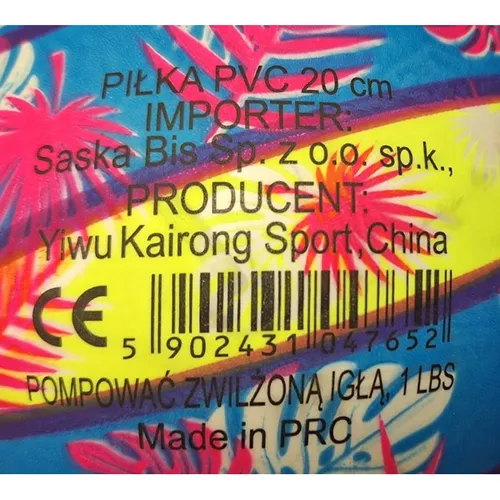 PIŁKA PVC 20 cm
IMPORTER:
Saska Bis Sp. z o.o. sp.k.,
PRODUCENT:
Yiwu Kairong Sport,China
CE
5 902431 047652
POMPOWAĆ ZWILŻONĄ IGŁĄ, 1 LBS
Made in PRC